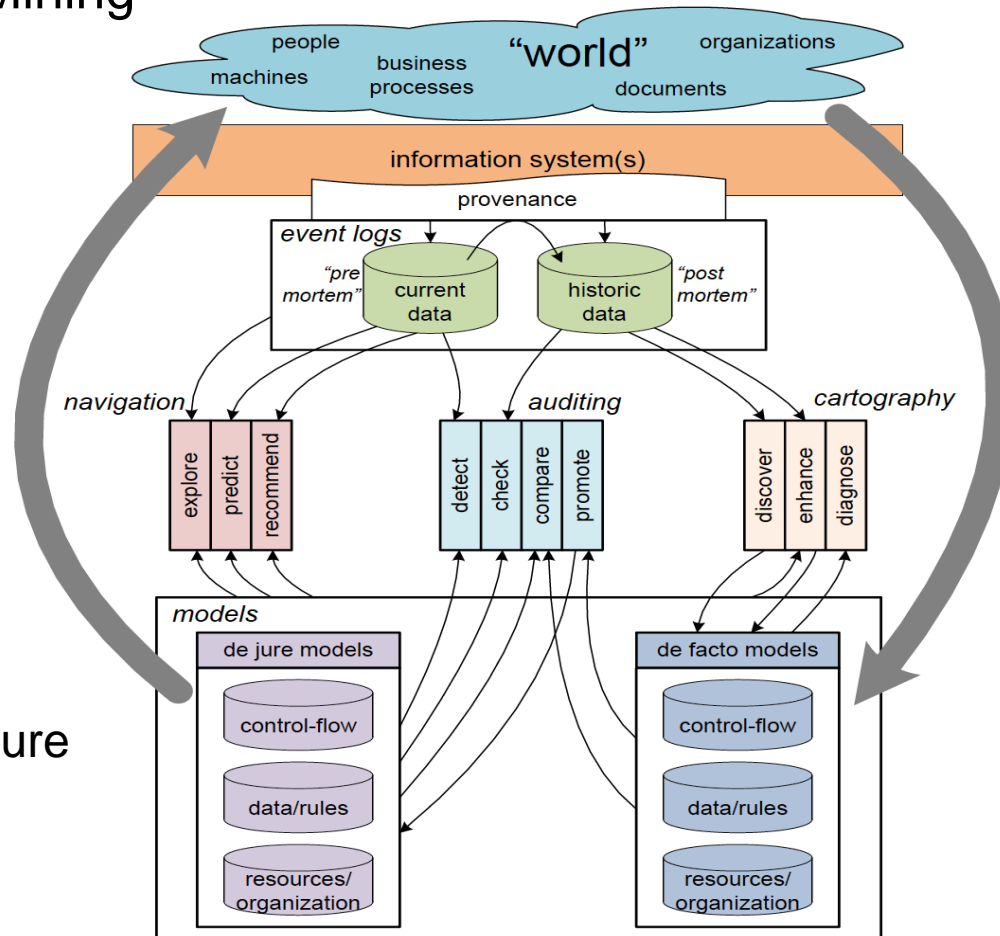 Mining
people
"world"
organizations
machines
business
processes
documents
information system(s)
provenance
event logs
“pre
mortem”
current
data
historic
data
“post
mortem”
navigation
auditing
cartography
explore
predict
recommend
detect
check
compare
promote
discover
enhance
diagnose
models
de jure models
de facto models
control-flow
control-flow
ure
data/rules
data/rules
resources/
organization
resources/
organization